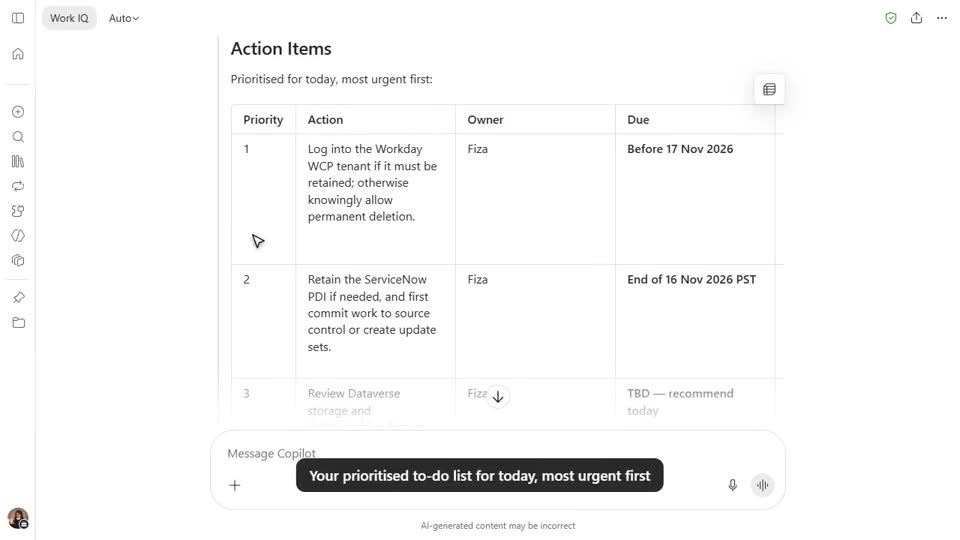 Work IQ
Auto
Action Items
Prioritised for today, most urgent first:
Priority
Action
Owner
Due
1
Log into the Workday
WCP tenant if it must be
retained; otherwise
knowingly allow
permanent deletion.
Fiza
Before 17 Nov 2026
2
Retain the ServiceNow
PDI if needed, and first
commit work to source
control or create update
sets.
Fiza
End of 16 Nov 2026 PST
3
Review Dataverse
storage and
Fiza
TBD — recommend
today
Message Copilot
Your prioritised to-do list for today, most urgent first
AI-generated content may be incorrect